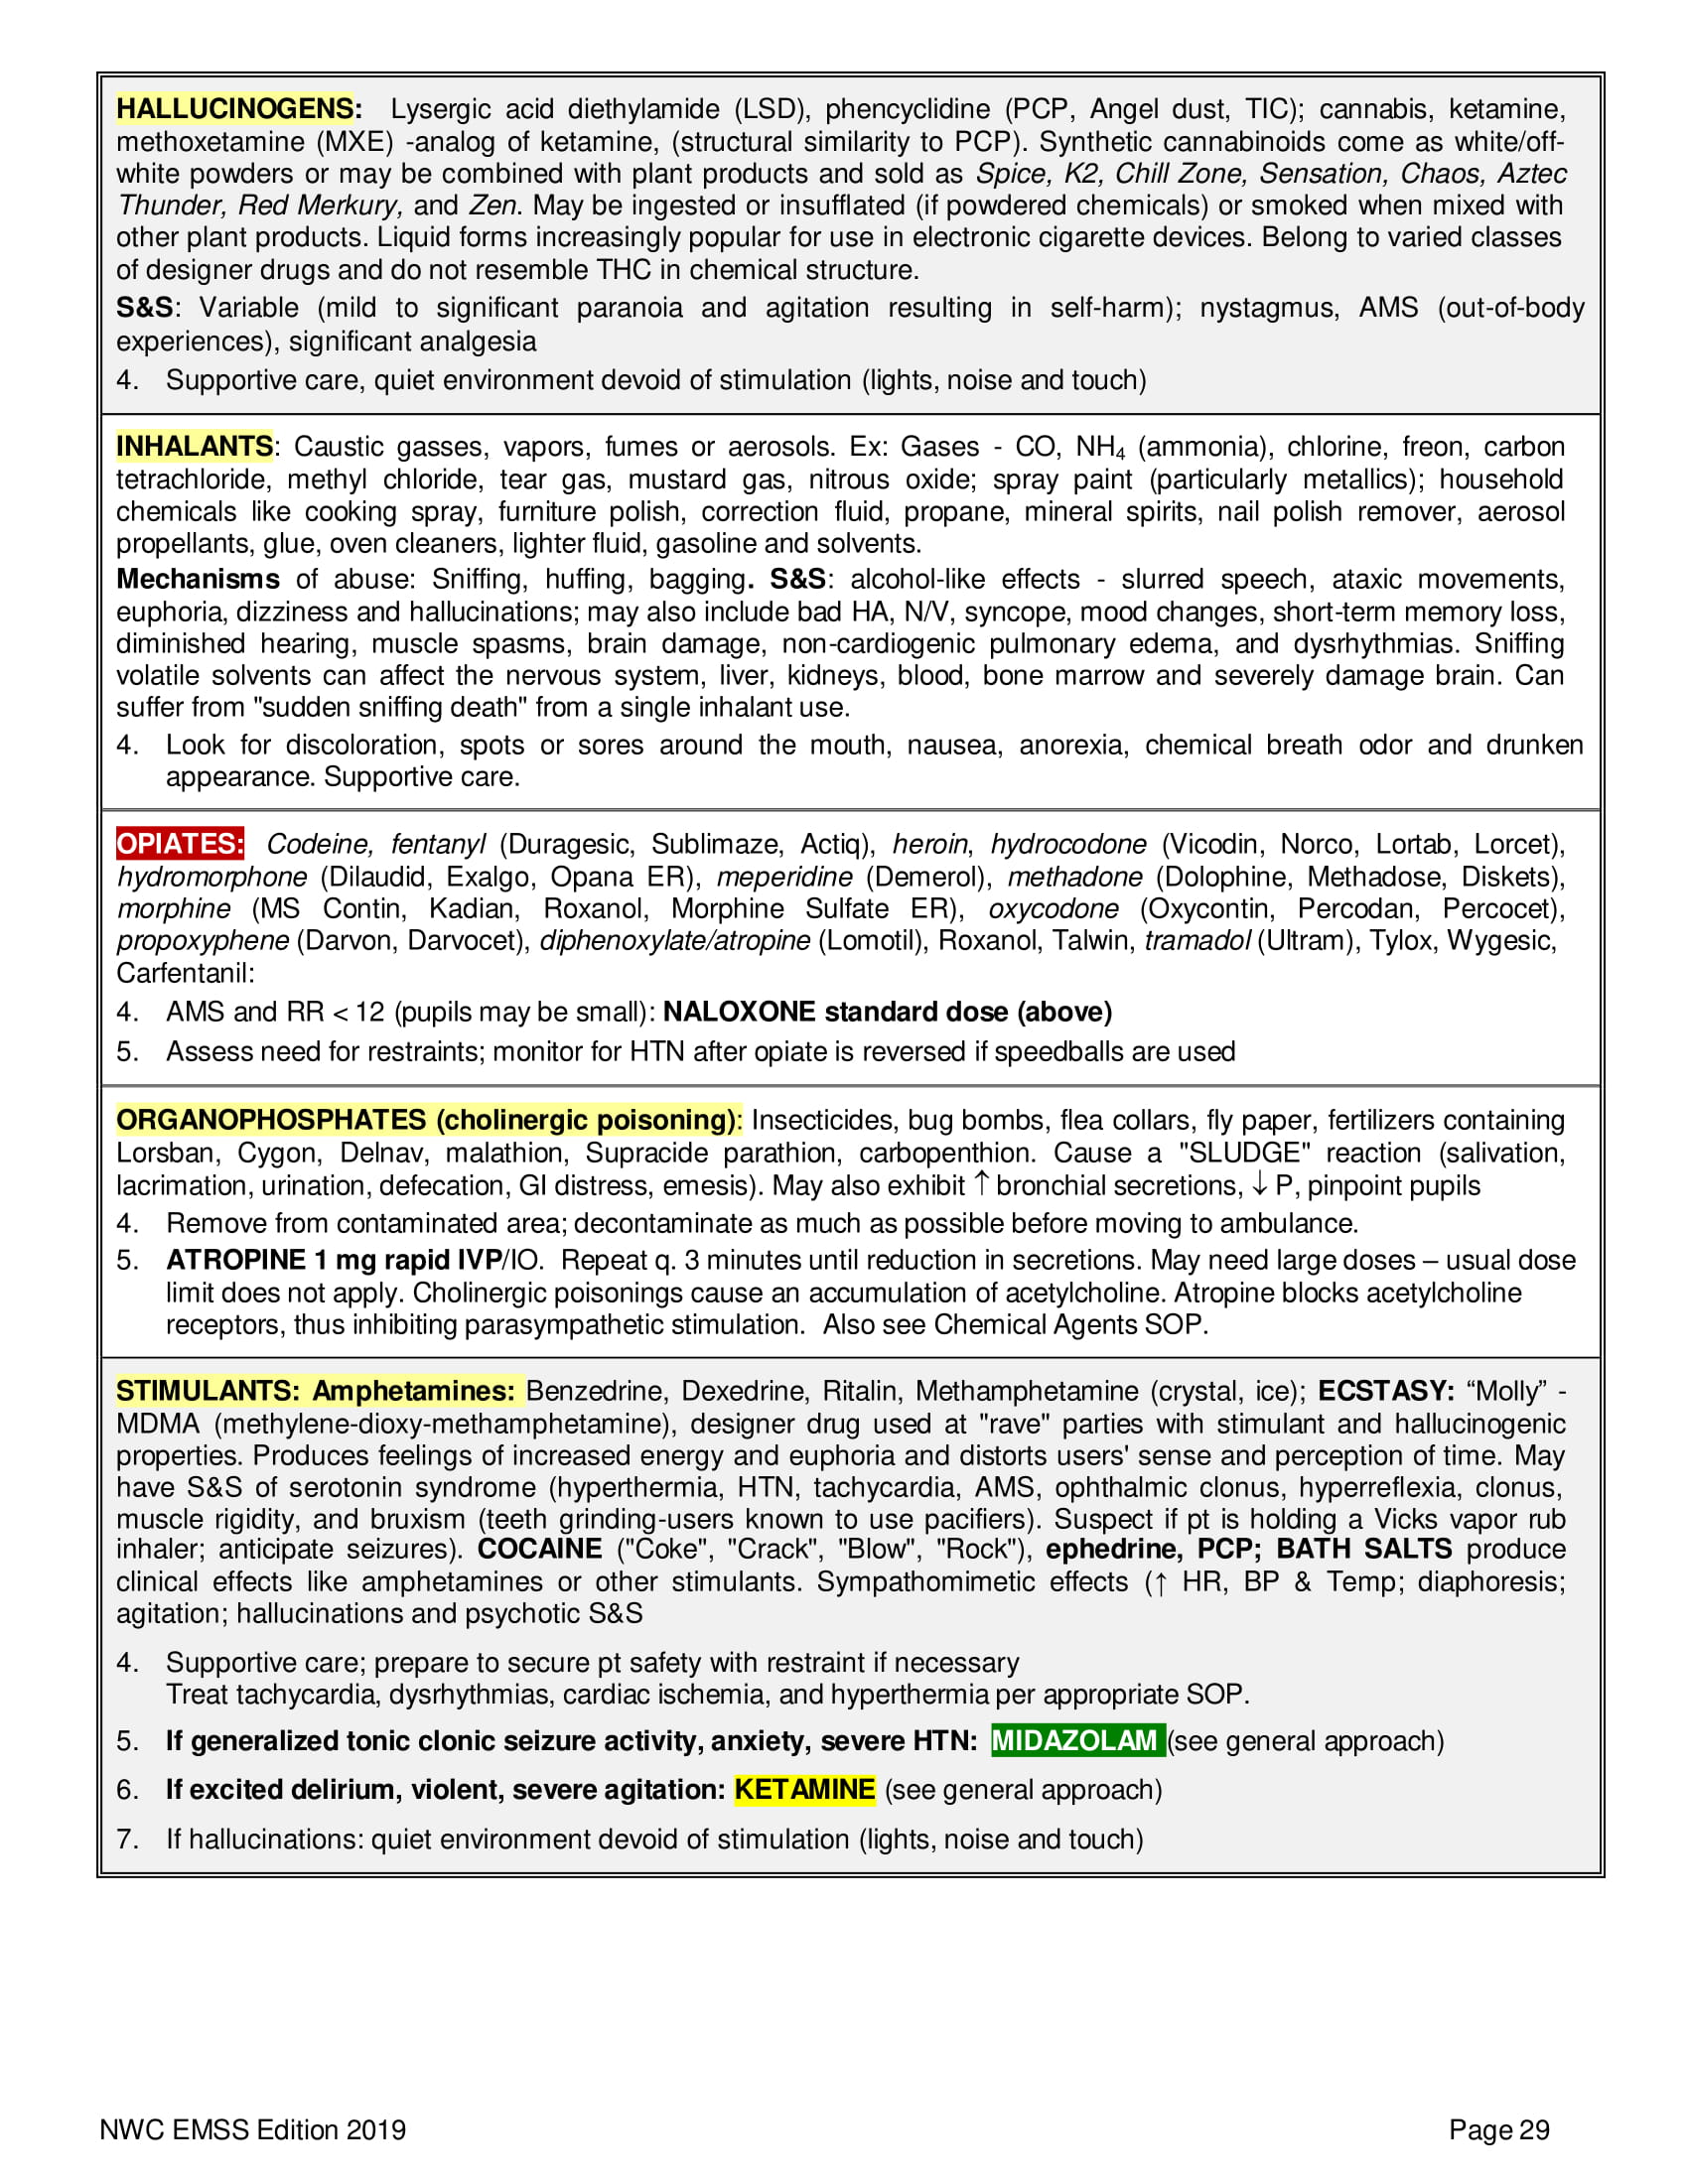 HALLUCINOGENS: Lysergic acid diethylamide (LSD), phencyclidine (PCP, Angel dust, TIC); cannabis, ketamine,
methoxetamine (MXE) -analog of ketamine, (structural similarity to PCP). Synthetic cannabinoids come as white/off-
white powders or may be combined with plant products and sold as Spice, K2, Chill Zone, Sensation, Chaos, Aztec
Thunder, Red Merkury, and Zen. May be ingested or insufflated (if powdered chemicals) or smoked when mixed with
other plant products. Liquid forms increasingly popular for use in electronic cigarette devices. Belong to varied classes
of designer drugs and do not resemble THC in chemical structure.
S&S: Variable (mild to significant paranoia and agitation resulting in self-harm); nystagmus, AMS (out-of-body
experiences), significant analgesia
4. Supportive care, quiet environment devoid of stimulation (lights, noise and touch)
INHALANTS: Caustic gasses, vapors, fumes or aerosols. Ex: Gases - CO, NH4 (ammonia), chlorine, freon, carbon
tetrachloride, methyl chloride, tear gas, mustard gas, nitrous oxide; spray paint (particularly metallics); household
chemicals like cooking spray, furniture polish, correction fluid, propane, mineral spirits, nail polish remover, aerosol
propellants, glue, oven cleaners, lighter fluid, gasoline and solvents.
Mechanisms of abuse: Sniffing, huffing, bagging. S&S: alcohol-like effects - slurred speech, ataxic movements,
euphoria, dizziness and hallucinations; may also include bad HA, N/V, syncope, mood changes, short-term memory loss,
diminished hearing, muscle spasms, brain damage, non-cardiogenic pulmonary edema, and dysrhythmias. Sniffing
volatile solvents can affect the nervous system, liver, kidneys, blood, bone marrow and severely damage brain. Can
suffer from "sudden sniffing death" from a single inhalant use.
4. Look for discoloration, spots or sores around the mouth, nausea, anorexia, chemical breath odor and drunken
appearance. Supportive care.
OPIATES: Codeine, fentanyl (Duragesic, Sublimaze, Actiq), heroin, hydrocodone (Vicodin, Norco, Lortab, Lorcet),
hydromorphone (Dilaudid, Exalgo, Opana ER), meperidine (Demerol), methadone (Dolophine, Methadose, Diskets),
morphine (MS Contin, Kadian, Roxanol, Morphine Sulfate ER), oxycodone (Oxycontin, Percodan, Percocet),
propoxyphene (Darvon, Darvocet), diphenoxylate/atropine (Lomotil), Roxanol, Talwin, tramadol (Ultram), Tylox, Wygesic,
Carfentanil:
4. AMS and RR < 12 (pupils may be small): NALOXONE standard dose (above)
5. Assess need for restraints; monitor for HTN after opiate is reversed if speedballs are used
ORGANOPHOSPHATES (cholinergic poisoning): Insecticides, bug bombs, flea collars, fly paper, fertilizers containing
Lorsban, Cygon, Delnav, malathion, Supracide parathion, carbopenthion. Cause a "SLUDGE" reaction (salivation,
lacrimation, urination, defecation, GI distress, emesis). May also exhibit ↑ bronchial secretions, ↓ P, pinpoint pupils
4. Remove from contaminated area; decontaminate as much as possible before moving to ambulance.
5. ATROPINE 1 mg rapid IVP/IO. Repeat q. 3 minutes until reduction in secretions. May need large doses – usual dose
limit does not apply. Cholinergic poisonings cause an accumulation of acetylcholine. Atropine blocks acetylcholine
receptors, thus inhibiting parasympathetic stimulation. Also see Chemical Agents SOP.
STIMULANTS: Amphetamines: Benzedrine, Dexedrine, Ritalin, Methamphetamine (crystal, ice); ECSTASY: “Molly” -
MDMA (methylene-dioxy-methamphetamine), designer drug used at "rave" parties with stimulant and hallucinogenic
properties. Produces feelings of increased energy and euphoria and distorts users' sense and perception of time. May
have S&S of serotonin syndrome (hyperthermia, HTN, tachycardia, AMS, ophthalmic clonus, hyperreflexia, clonus,
muscle rigidity, and bruxism (teeth grinding-users known to use pacifiers). Suspect if pt is holding a Vicks vapor rub
inhaler; anticipate seizures). COCAINE ("Coke", "Crack", "Blow", "Rock"), ephedrine, PCP; BATH SALTS produce
clinical effects like amphetamines or other stimulants. Sympathomimetic effects (↑ HR, BP & Temp; diaphoresis;
agitation; hallucinations and psychotic S&S
4. Supportive care; prepare to secure pt safety with restraint if necessary
Treat tachycardia, dysrhythmias, cardiac ischemia, and hyperthermia per appropriate SOP.
5. If generalized tonic clonic seizure activity, anxiety, severe HTN: MIDAZOLAM (see general approach)
6. If excited delirium, violent, severe agitation: KETAMINE (see general approach)
7. If hallucinations: quiet environment devoid of stimulation (lights, noise and touch)
NWC EMSS Edition 2019 Page 29